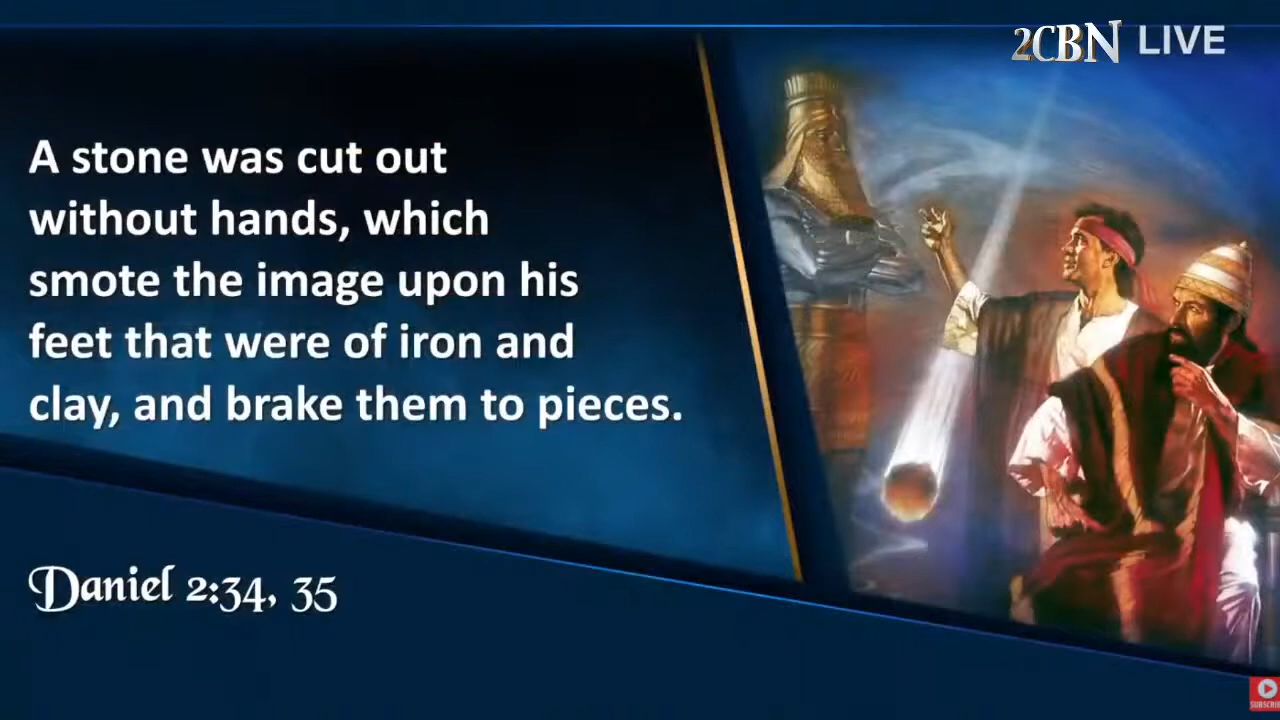 2CBN LIVE
A stone was cut out
without hands, which
smote the image upon his
feet that were of iron and
clay, and brake them to pieces.
Daniel 2:34, 35